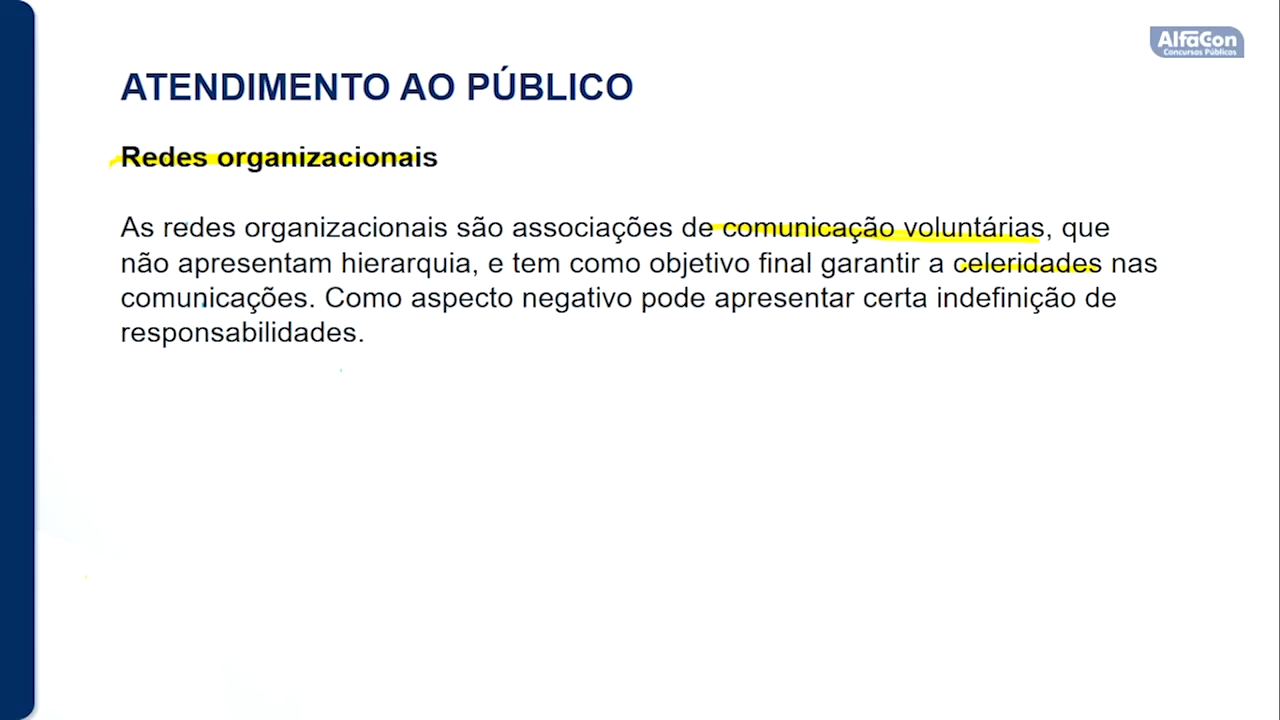 AlfaCon
Concursos Públicos
ATENDIMENTO AO PÚBLICO
Redes organizacionais
As redes organizacionais são associações de comunicação voluntárias, que
não apresentam hierarquia, e tem como objetivo final garantir a celeridades nas
comunicações. Como aspecto negativo pode apresentar certa indefinição de
responsabilidades.